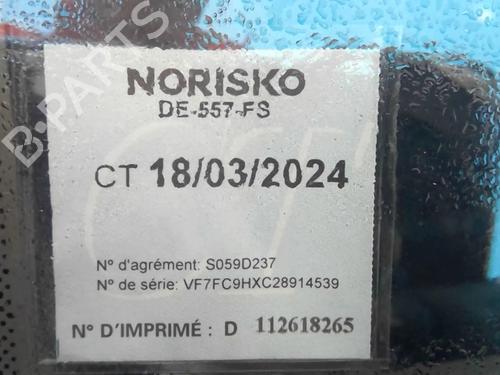 NORISKO
DE-557-FS
CT 18/03/2024
N° d'agrément: S059D237
N° de série: VF7FC9HXC28914539
N° D'IMPRIMÉ : D 112618265
B-PARTS